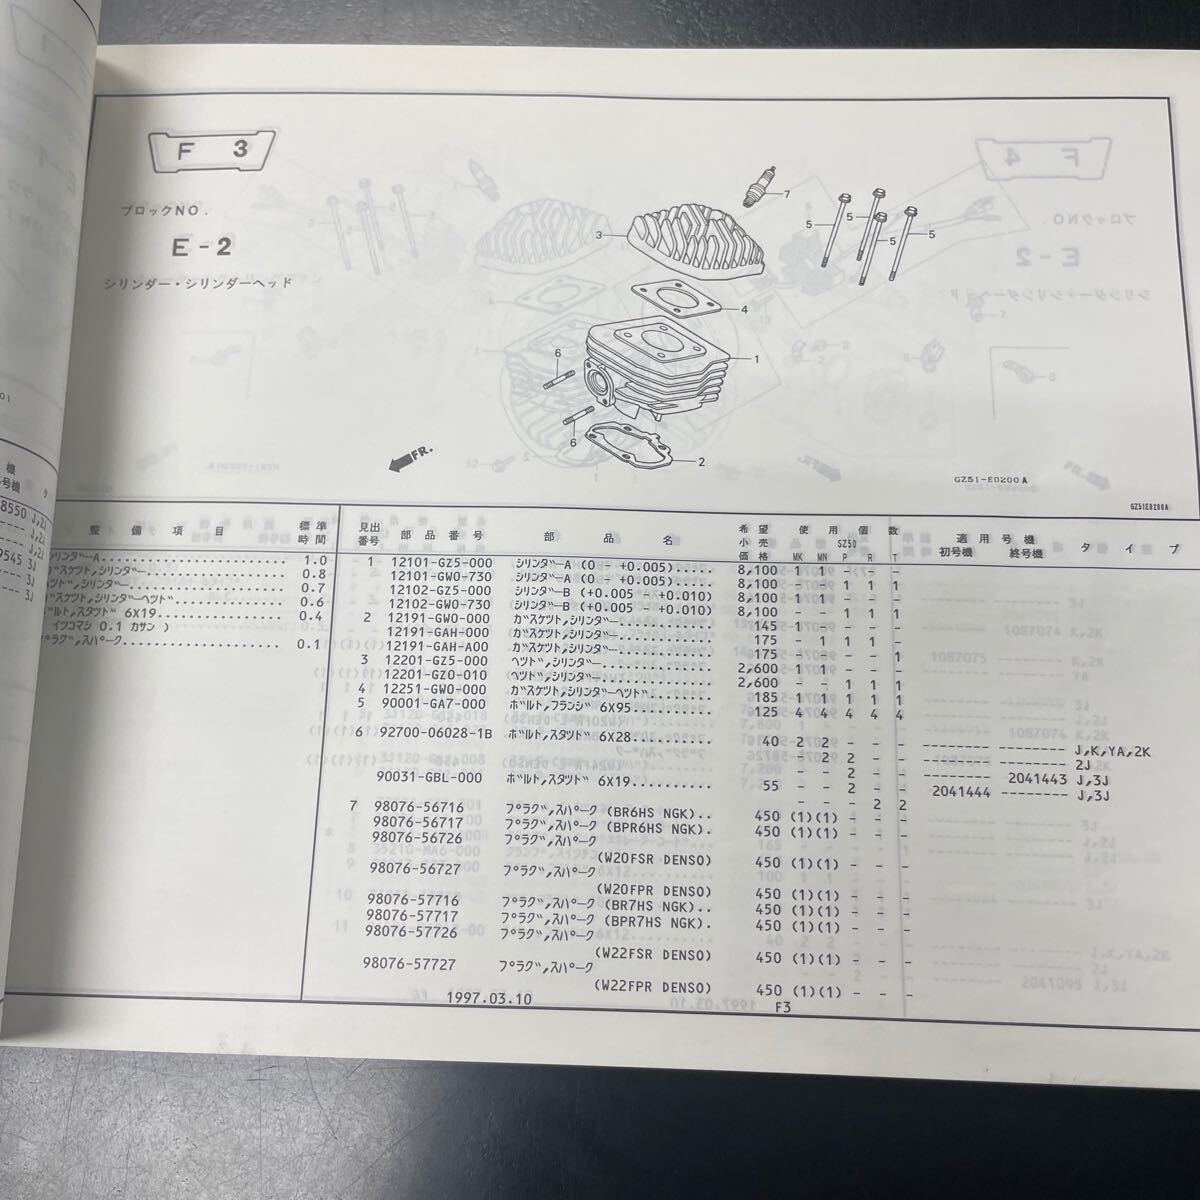 F 3
ブロックNO.
E-2
シリンダー・シリンダーヘッド
7
5
5
5
5
3
4
1
6
6
2
FR.
GZ51-E0200A
GZ51E0200A
整備項目 標準時間
シリンダーA 1.0
ガスケット,シリンダー 0.8
ヘッド,シリンダー 0.7
ガスケット,シリンダーヘッド 0.6
ボルト,スタッド 6X19 0.4
イツコマシ 0.1 カサン )
プラグ,スパーク 0.1
見出番号 部品番号 部品名 希望小売価格 使用個数 SZ50 MK MN P R T 適用号機 初号機 終号機 タイプ
1 12101-GZ5-000 シリンダーA (0 - +0.005) 8,100 1 1 - - -
12101-GW0-730 シリンダーA (0 - +0.005) 8,100 - - 1 1 1
12102-GZ5-000 シリンダーB (+0.005 - +0.010) 8,100 1 1 - - -
12102-GW0-730 シリンダーB (+0.005 - +0.010) 8,100 - - 1 1 1
2 12191-GW0-000 ガスケット,シリンダー 145 1 - - - -
12191-GAH-000 ガスケット,シリンダー 175 - 1 1 1 -
12191-GAH-A00 ガスケット,シリンダー 175 - - - - 1
3 12201-GZ5-000 ヘッド,シリンダー 2,600 1 1 - - -
12201-GZ0-010 ヘッド,シリンダー 2,600 - - 1 1 1
4 12251-GW0-000 ガスケット,シリンダーヘッド 185 1 1 1 1 1
5 90001-GA7-000 ボルト,フランジ 6X95 125 4 4 4 4 4
6 92700-06028-1B ボルト,スタッド 6X28 40 2 2 - - - -------- -------- J,K,YA,2K
- 2 2 - - -------- -------- 2J
- - 2 - - -------- 2041443 J,3J
90031-GBL-000 ボルト,スタッド 6X19 55 - - 2 - - 2041444 -------- J,3J
- - - 2 2
7 98076-56716 プラグ,スパーク (BR6HS NGK).. 450 (1)(1) - - -
98076-56717 プラグ,スパーク (BPR6HS NGK). 450 (1)(1) - - -
98076-56726 プラグ,スパーク
(W20FSR DENSO) 450 (1)(1) - - -
98076-56727 プラグ,スパーク
(W20FPR DENSO) 450 (1)(1) - - -
98076-57716 プラグ,スパーク (BR7HS NGK).. 450 (1)(1) - - -
98076-57717 プラグ,スパーク (BPR7HS NGK). 450 (1)(1) - - -
98076-57726 プラグ,スパーク
(W22FSR DENSO) 450 (1)(1) - - -
98076-57727 プラグ,スパーク
(W22FPR DENSO) 450 (1)(1) - - -
1997.03.10
F3